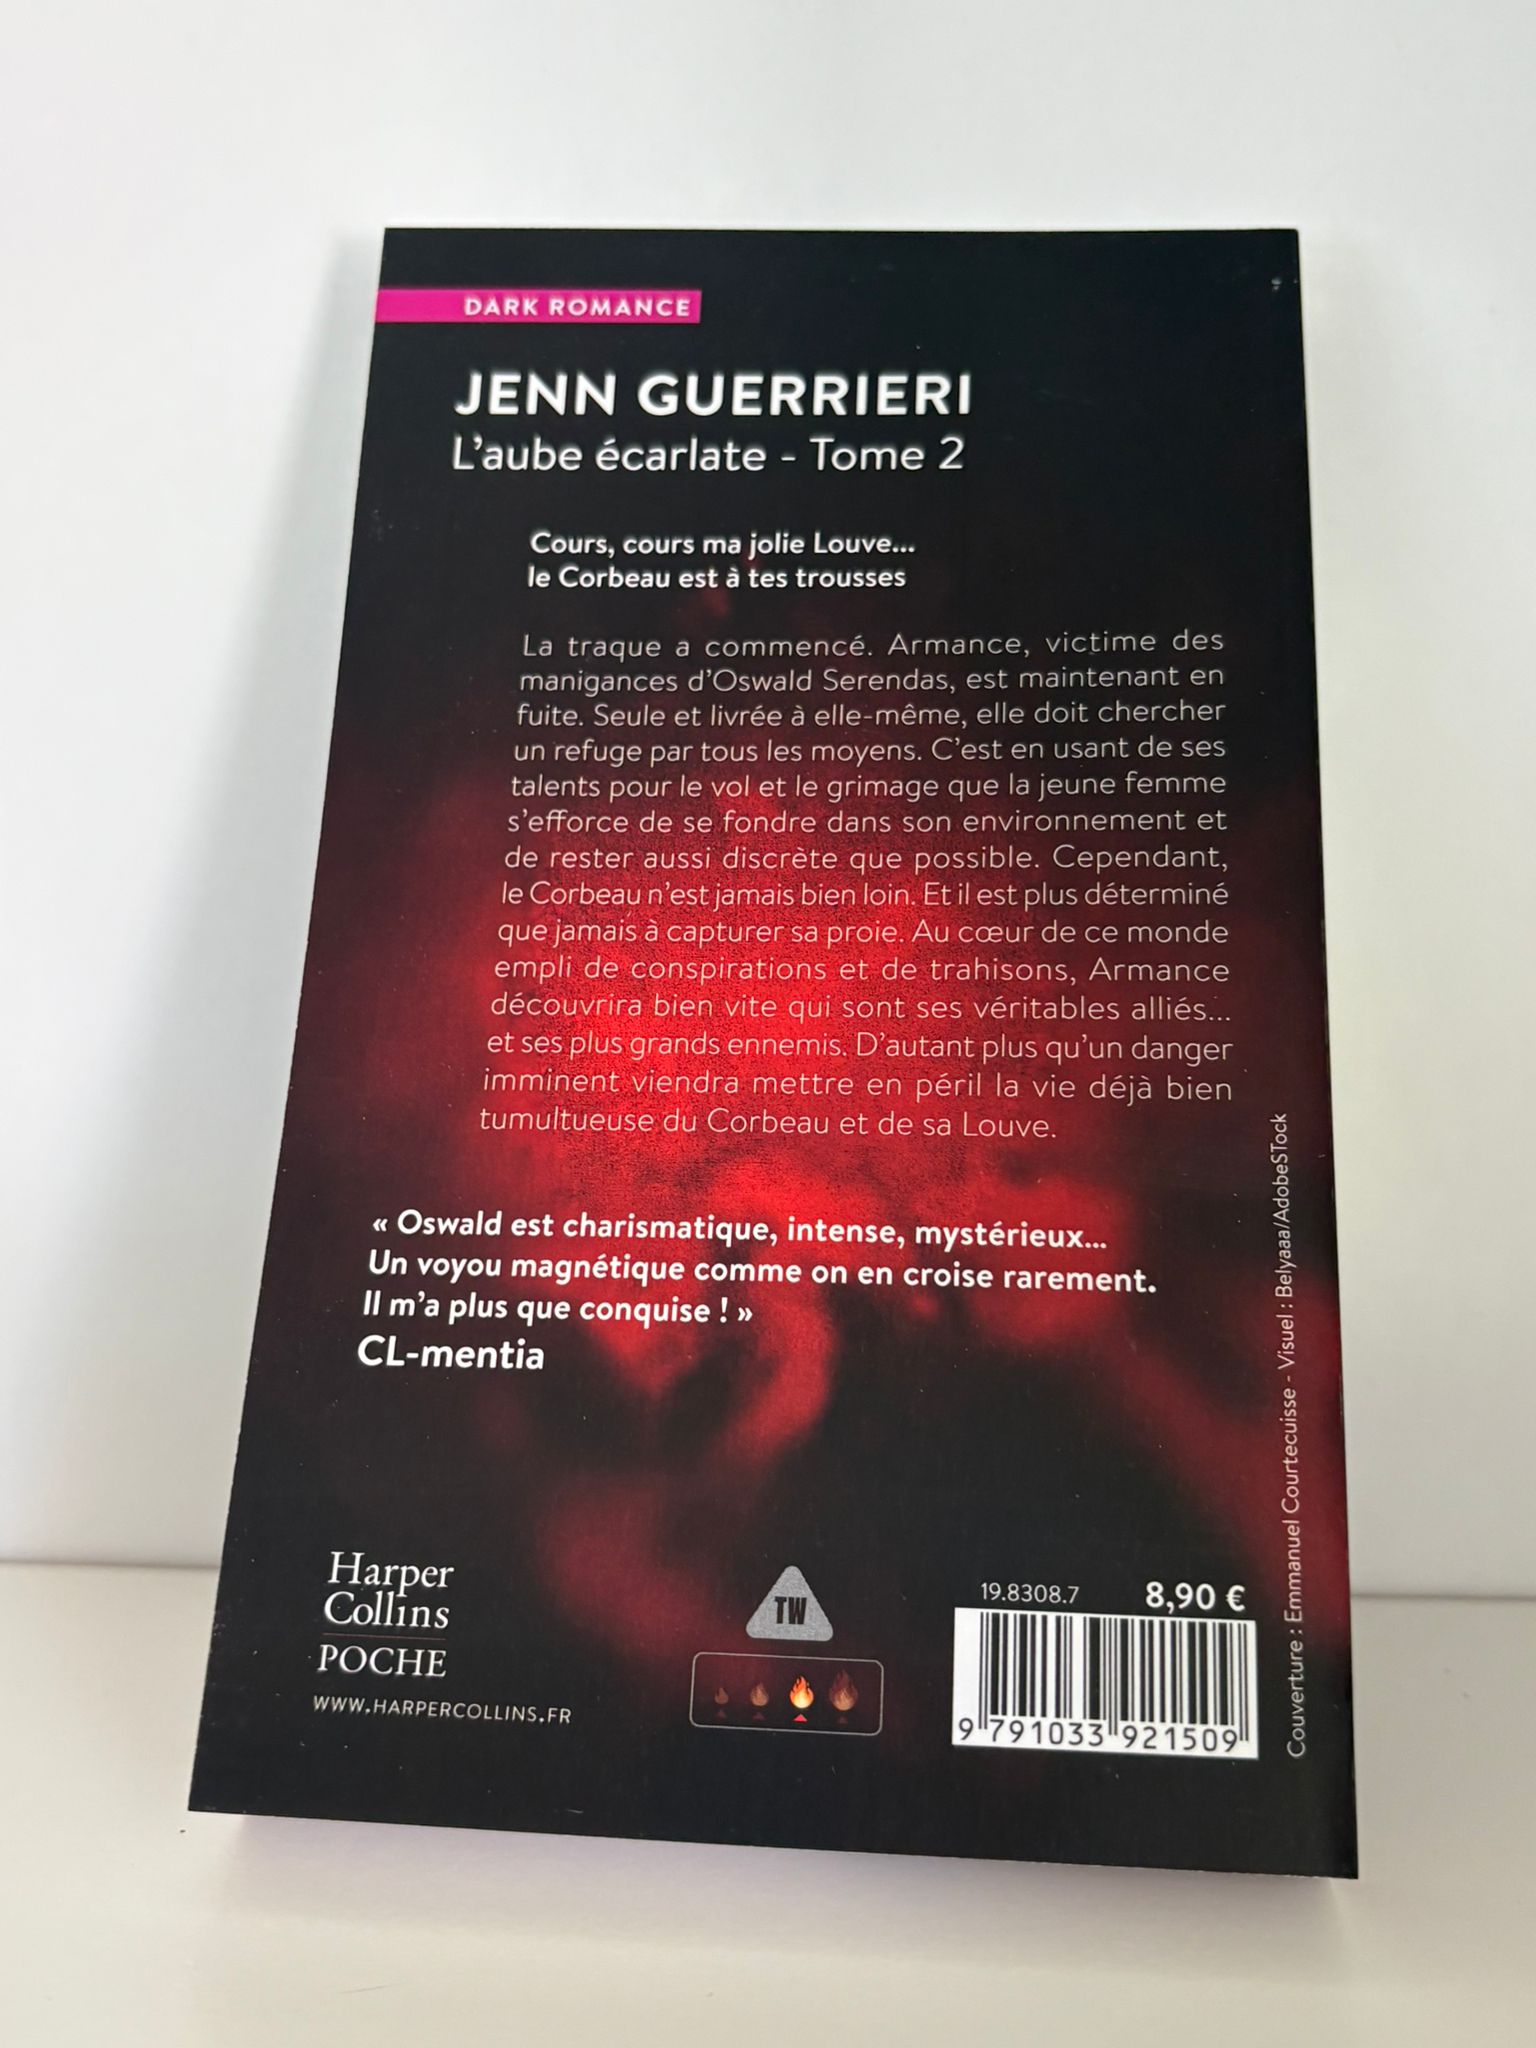 DARK ROMANCE
JENN GUERRIERI
L'aube écarlate - Tome 2
Cours, cours ma jolie Louve...
le Corbeau est à tes trousses
La traque a commencé. Armance, victime des
manigances d'Oswald Serendas, est maintenant en
fuite. Seule et livrée à elle-même, elle doit chercher
un refuge par tous les moyens. C'est en usant de ses
talents pour le vol et le grimage que la jeune femme
s'efforce de se fondre dans son environnement et
de rester aussi discrète que possible. Cependant,
le Corbeau n'est jamais bien loin. Et il est plus déterminé
que jamais à capturer sa proie. Au cœur de ce monde
empli de conspirations et de trahisons, Armance
découvrira bien vite qui sont ses véritables alliés...
et ses plus grands ennemis. D'autant plus qu'un danger
imminent viendra mettre en péril la vie déjà bien
tumultueuse du Corbeau et de sa Louve.
« Oswald est charismatique, intense, mystérieux...
Un voyou magnétique comme on en croise rarement.
Il m'a plus que conquise ! »
CL-mentia
Harper
Collins
POCHE
WWW.HARPERCOLLINS.FR
TW
19.8308.7 8,90 €
9 791033 921509
Couverture : Emmanuel Courtecuisse - Visuel : Belyaaa/AdobeSTock